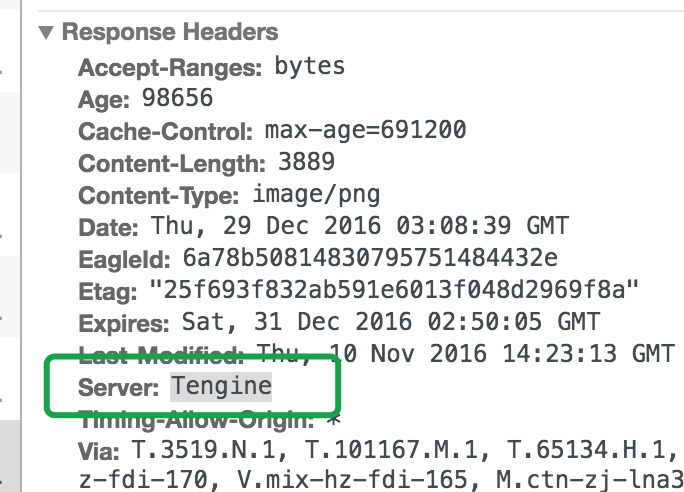 ▼ Response Headers
Accept-Ranges: bytes
Age: 98656
Cache-Control: max-age=691200
Content-Length: 3889
Content-Type: image/png
Date: Thu, 29 Dec 2016 03:08:39 GMT
EagleId: 6a78b50814830795751484432e
Etag: "25f693f832ab591e6013f048d2969f8a"
Expires: Sat, 31 Dec 2016 02:50:05 GMT
Last-Modified: Thu, 10 Nov 2016 14:23:13 GMT
Server: Tengine
Timing-Allow-Origin: *
Via: T.3519.N.1, T.101167.M.1, T.65134.H.1,
z-fdi-170, V.mix-hz-fdi-165, M.ctn-zj-lna3